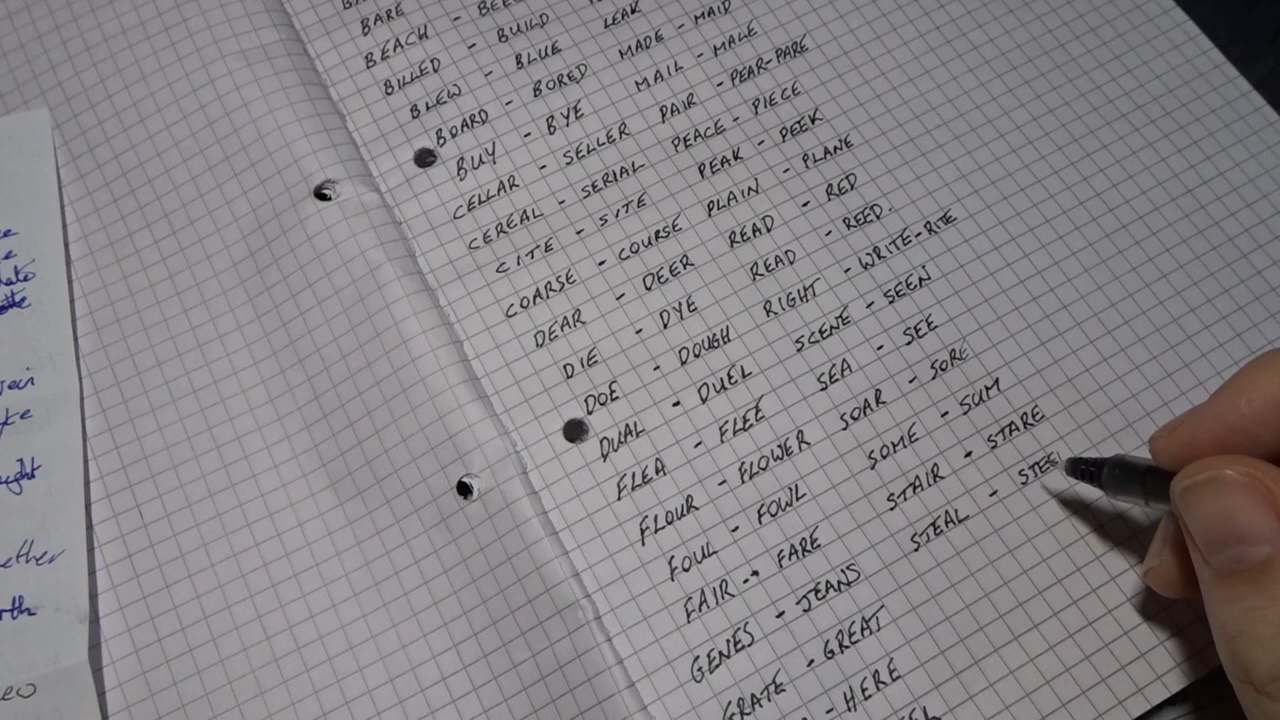 BARE
BEACH -
BILLED - BUILD
BLEW - BLUE
BOARD - BORED
BUY - BYE
CELLAR - SELLER
CEREAL - SERIAL
CITE - SITE
COARSE - COURSE
DEAR - DEER
DIE - DYE
DOE - DOUGH
DUAL - DUEL
FLEA - FLEE
FLOUR - FLOWER
FOUL - FOWL
FAIR - FARE
GENES - JEANS
GRATE - GREAT
- HERE
LEAK
MADE - MAID
MAIL - MALE
PAIR - PEAR-PARE
PEACE - PIECE
PEAK - PEEK
PLAIN - PLANE
READ - RED
READ - REED.
RIGHT - WRITE-RITE
SCENE - SEEN
SEA - SEE
SOAR - SORE
SOME - SUM
STAIR - STARE
STEAL - STEE